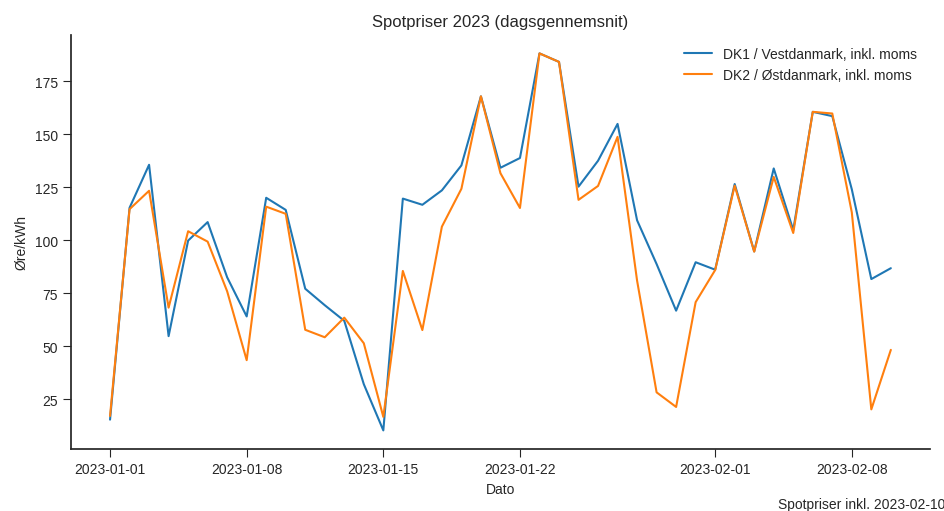 Spotpriser 2023 (dagsgennemsnit)
DK1 / Vestdanmark, inkl. moms
DK2 / Østdanmark, inkl. moms
175
150
125
100
75
50
25
Øre/kWh
2023-01-01
2023-01-08
2023-01-15
2023-01-22
2023-02-01
2023-02-08
Dato
Spotpriser inkl. 2023-02-10